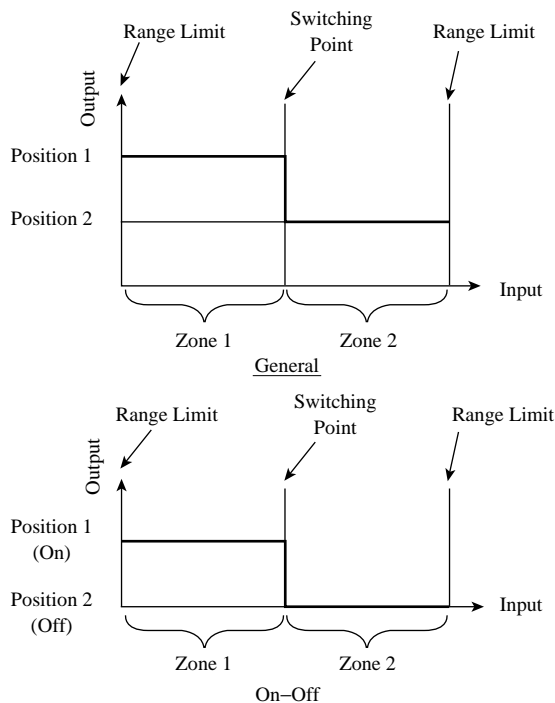 Switching
Point
Range Limit
Range Limit
Output
Position 1
Position 2
Input
Zone 1
Zone 2
General
Switching
Point
Range Limit
Range Limit
Output
Position 1
(On)
Position 2
(Off)
Input
Zone 1
Zone 2
On–Off